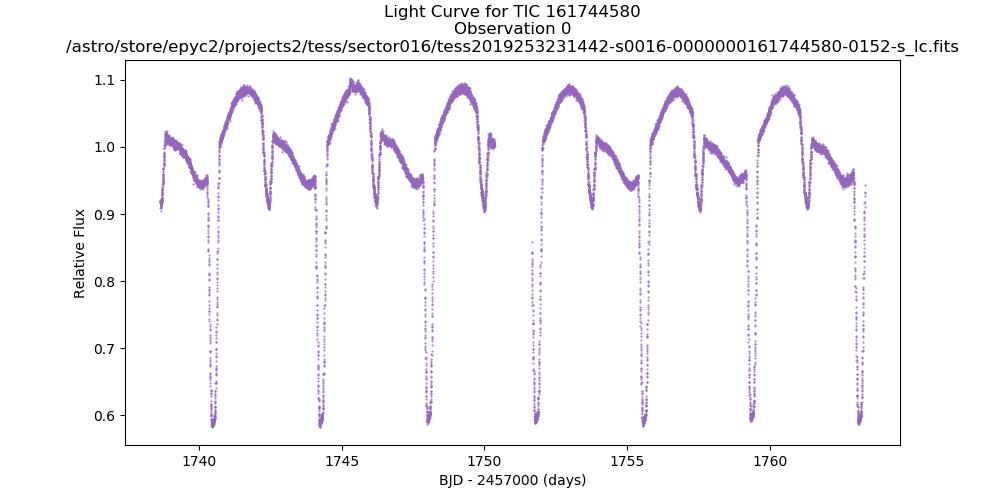 Light Curve for TIC 161744580
Observation 0
/astro/store/epyc2/projects2/tess/sector016/tess2019253231442-s0016-0000000161744580-0152-s_lc.fits
1.1
1.0
0.9
0.8
0.7
0.6
Relative Flux
1740
1745
1750
1755
1760
BJD - 2457000 (days)